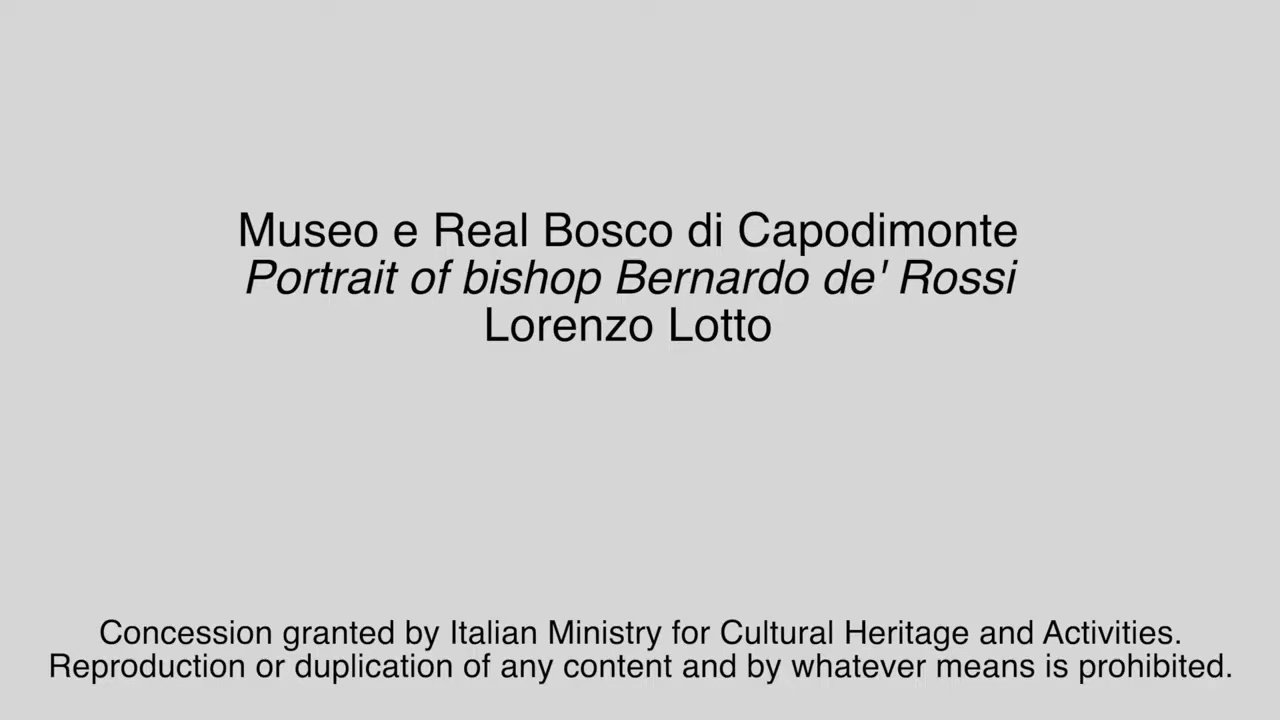 Museo e Real Bosco di Capodimonte
Portrait of bishop Bernardo de' Rossi
Lorenzo Lotto
Concession granted by Italian Ministry for Cultural Heritage and Activities.
Reproduction or duplication of any content and by whatever means is prohibited.